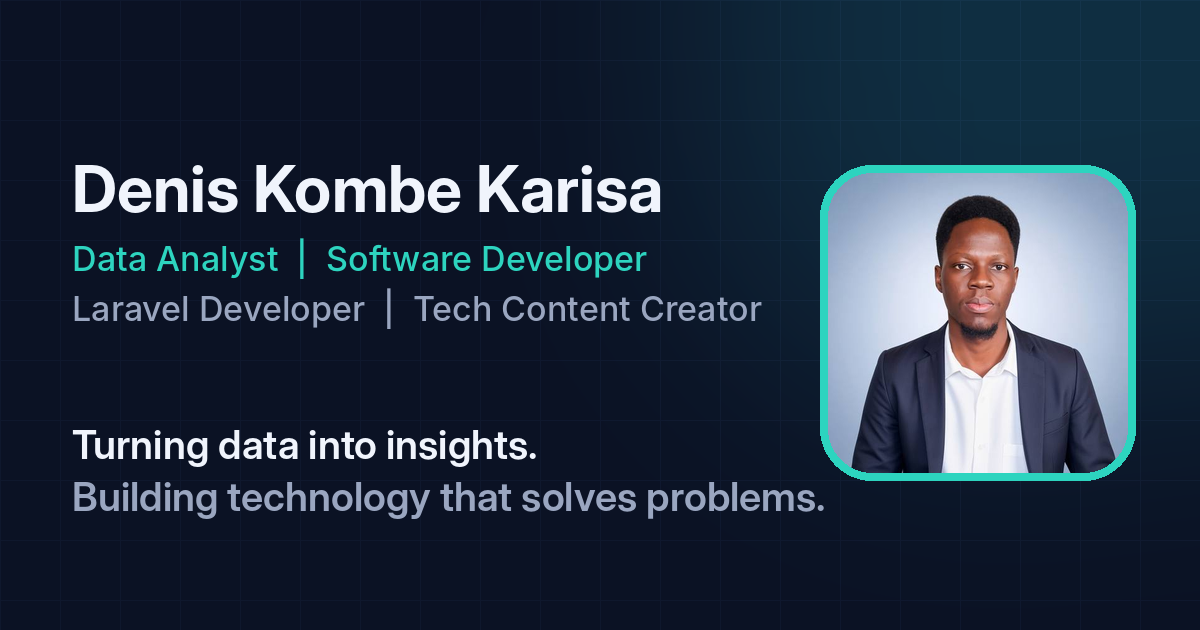 Denis Kombe Karisa
Data Analyst | Software Developer
Laravel Developer | Tech Content Creator
Turning data into insights.
Building technology that solves problems.